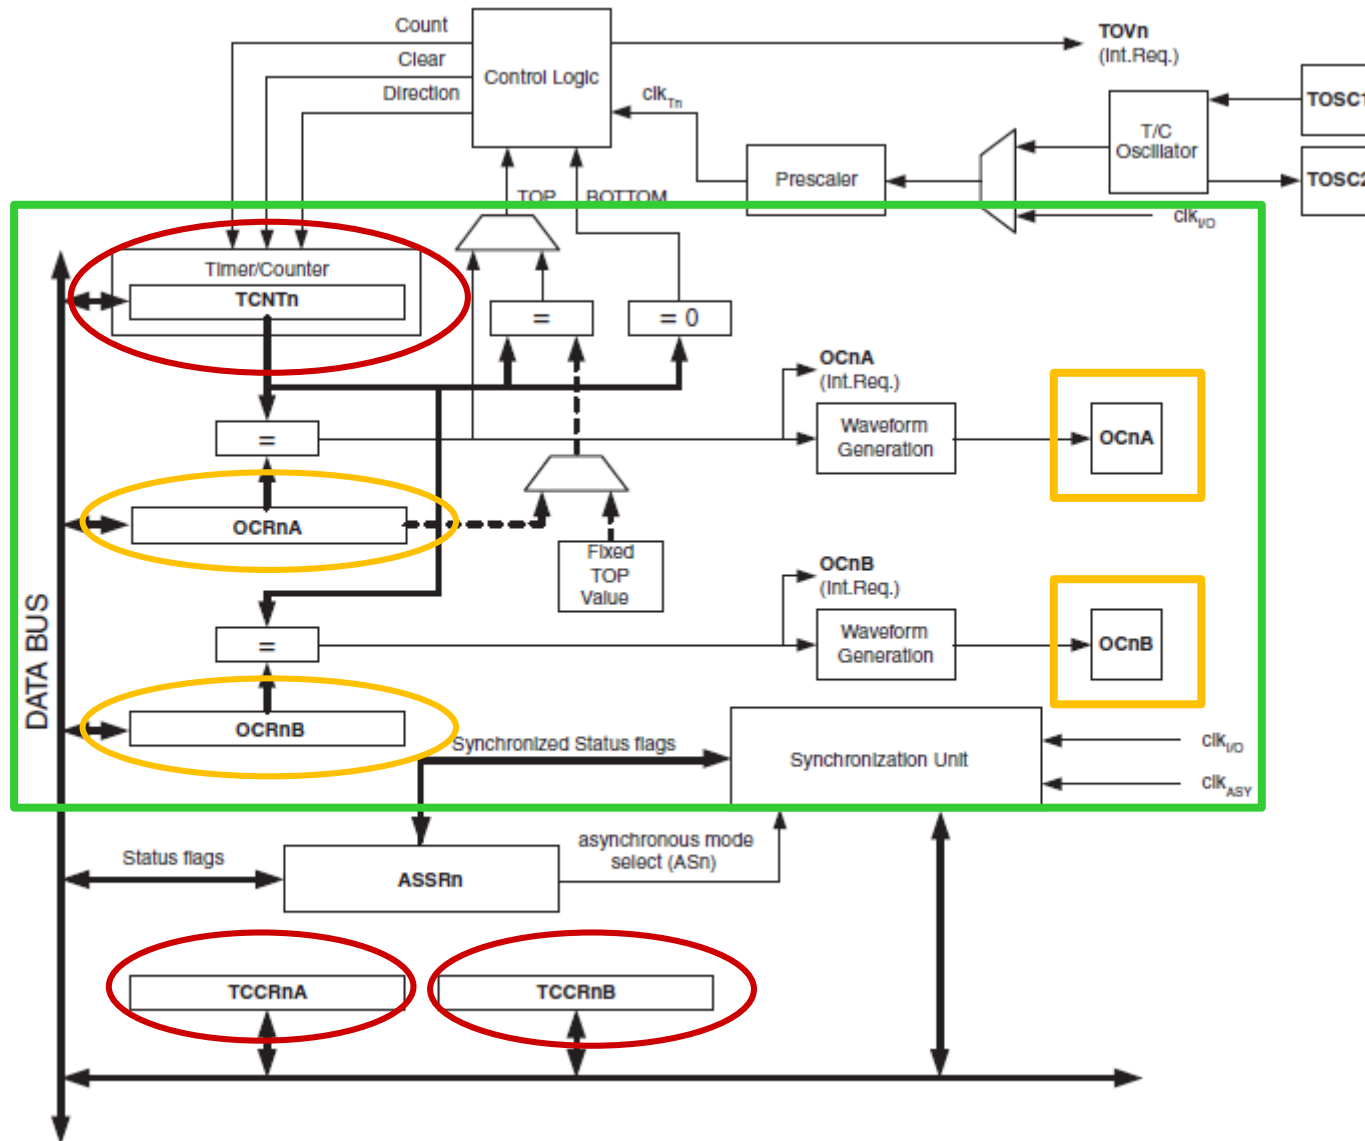 Count
Clear
Direction
Control Logic
clkTn
TOVn
(Int.Req.)
TOSC1
T/C
Oscillator
Prescaler
TOSC2
TOP
BOTTOM
clkI/O
Timer/Counter
TCNTn
=
= 0
OCnA
(Int.Req.)
=
Waveform
Generation
OCnA
OCRnA
Fixed
TOP
Value
OCnB
(Int.Req.)
DATA BUS
=
Waveform
Generation
OCnB
OCRnB
Synchronized Status flags
Synchronization Unit
clkI/O
clkASY
Status flags
asynchronous mode
select (ASn)
ASSRn
TCCRnA
TCCRnB